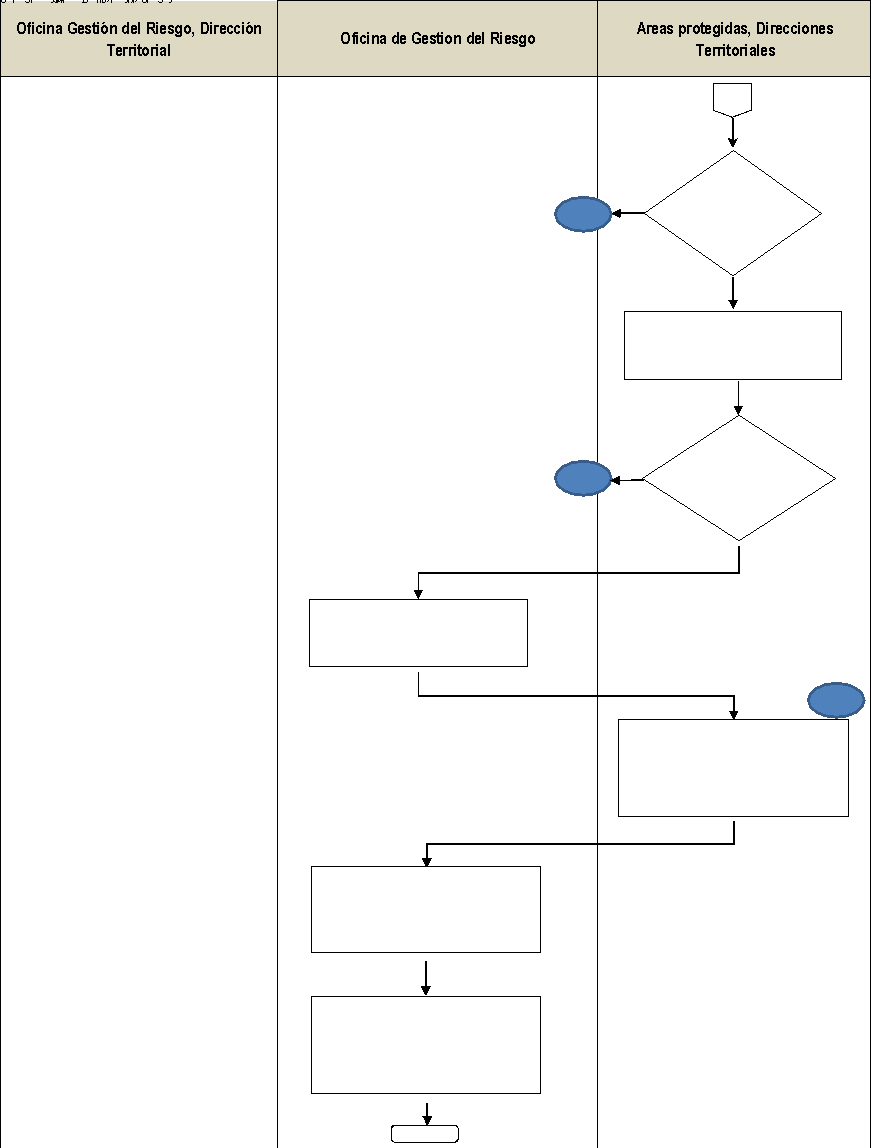 Oficina Gestión del Riesgo, Dirección
Territorial
Oficina de Gestion del Riesgo
Areas protegidas, Direcciones
Territoriales